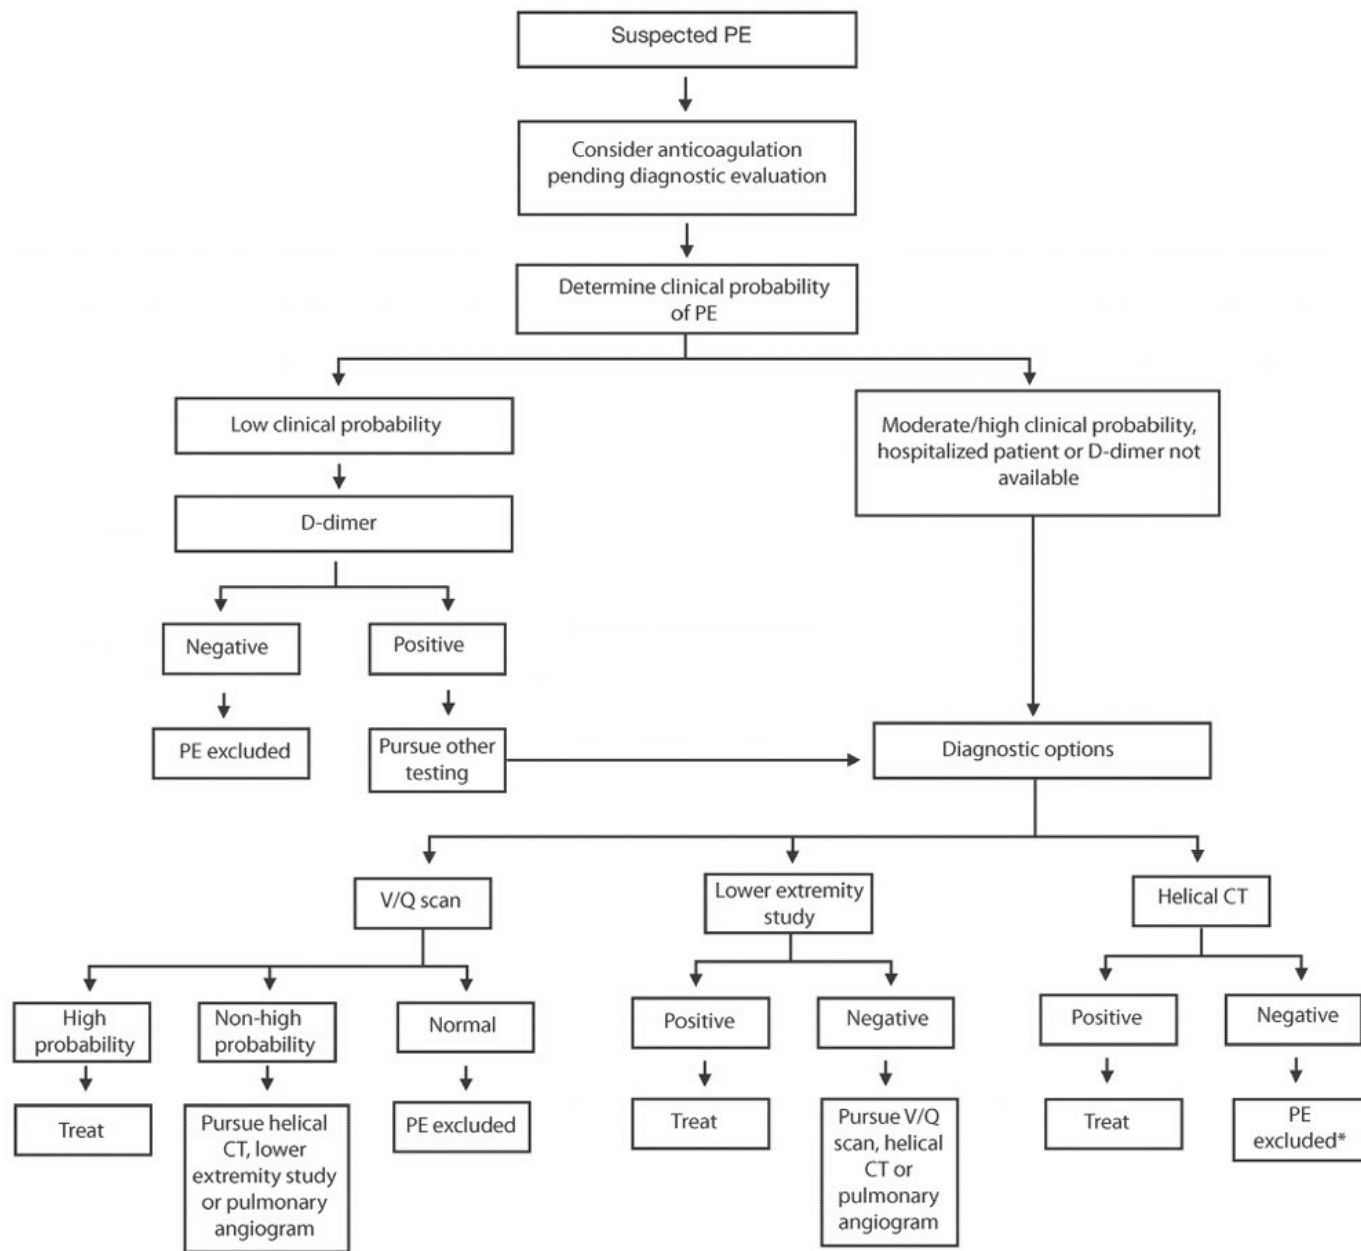 Suspected PE
Consider anticoagulation
pending diagnostic evaluation
Determine clinical probability
of PE
Low clinical probability
Moderate/high clinical probability,
hospitalized patient or D-dimer not
available
D-dimer
Negative
Positive
PE excluded
Pursue other
testing
Diagnostic options
V/Q scan
Lower extremity
study
Helical CT
High
probability
Non-high
probability
Normal
Positive
Negative
Positive
Negative
Treat
Pursue helical
CT, lower
extremity study
or pulmonary
angiogram
PE excluded
Treat
Pursue V/Q
scan, helical
CT or
pulmonary
angiogram
Treat
PE
excluded*